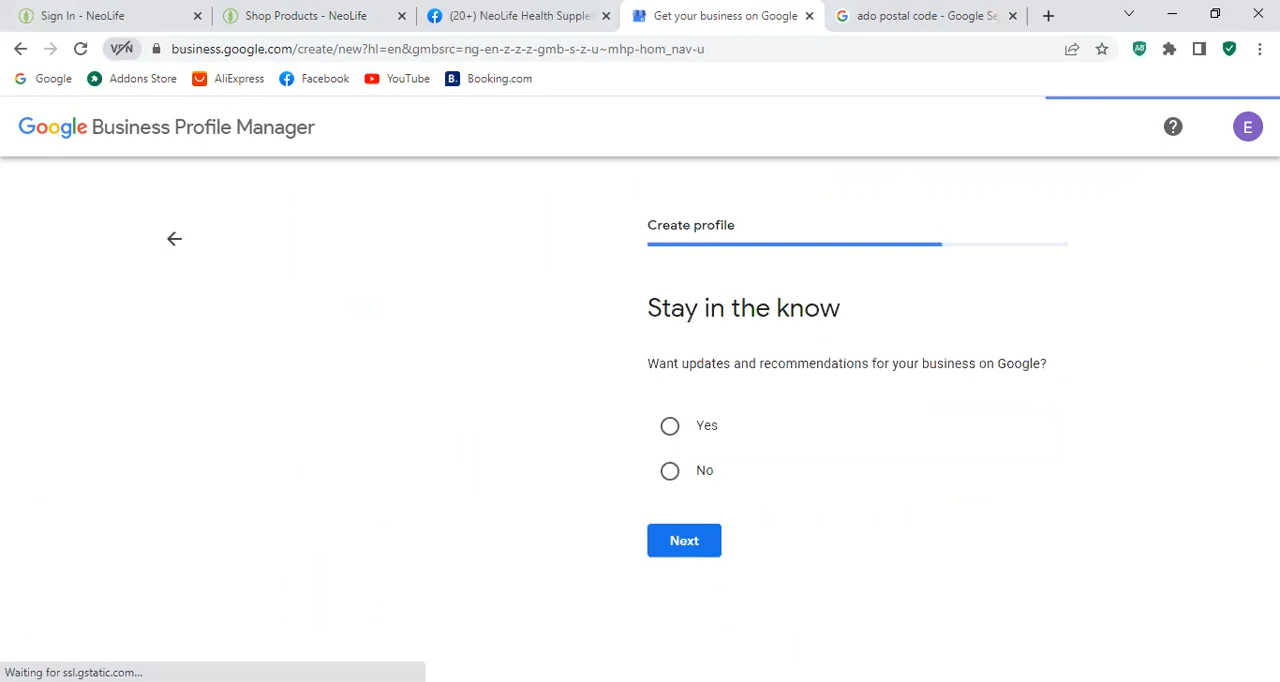 Sign In - NeoLife
Shop Products - NeoLife
(20+) NeoLife Health Supple
Get your business on Google
ado postal code - Google Se
VPN
business.google.com/create/new?hl=en&gmbsrc=ng-en-z-z-z-gmb-s-z-u~mhp-hom_nav-u
Google
Addons Store
AliExpress
Facebook
YouTube
B.
Booking.com
Google Business Profile Manager
?
E
Create profile
Stay in the know
Want updates and recommendations for your business on Google?
Yes
No
Next
Waiting for ssl.gstatic.com...